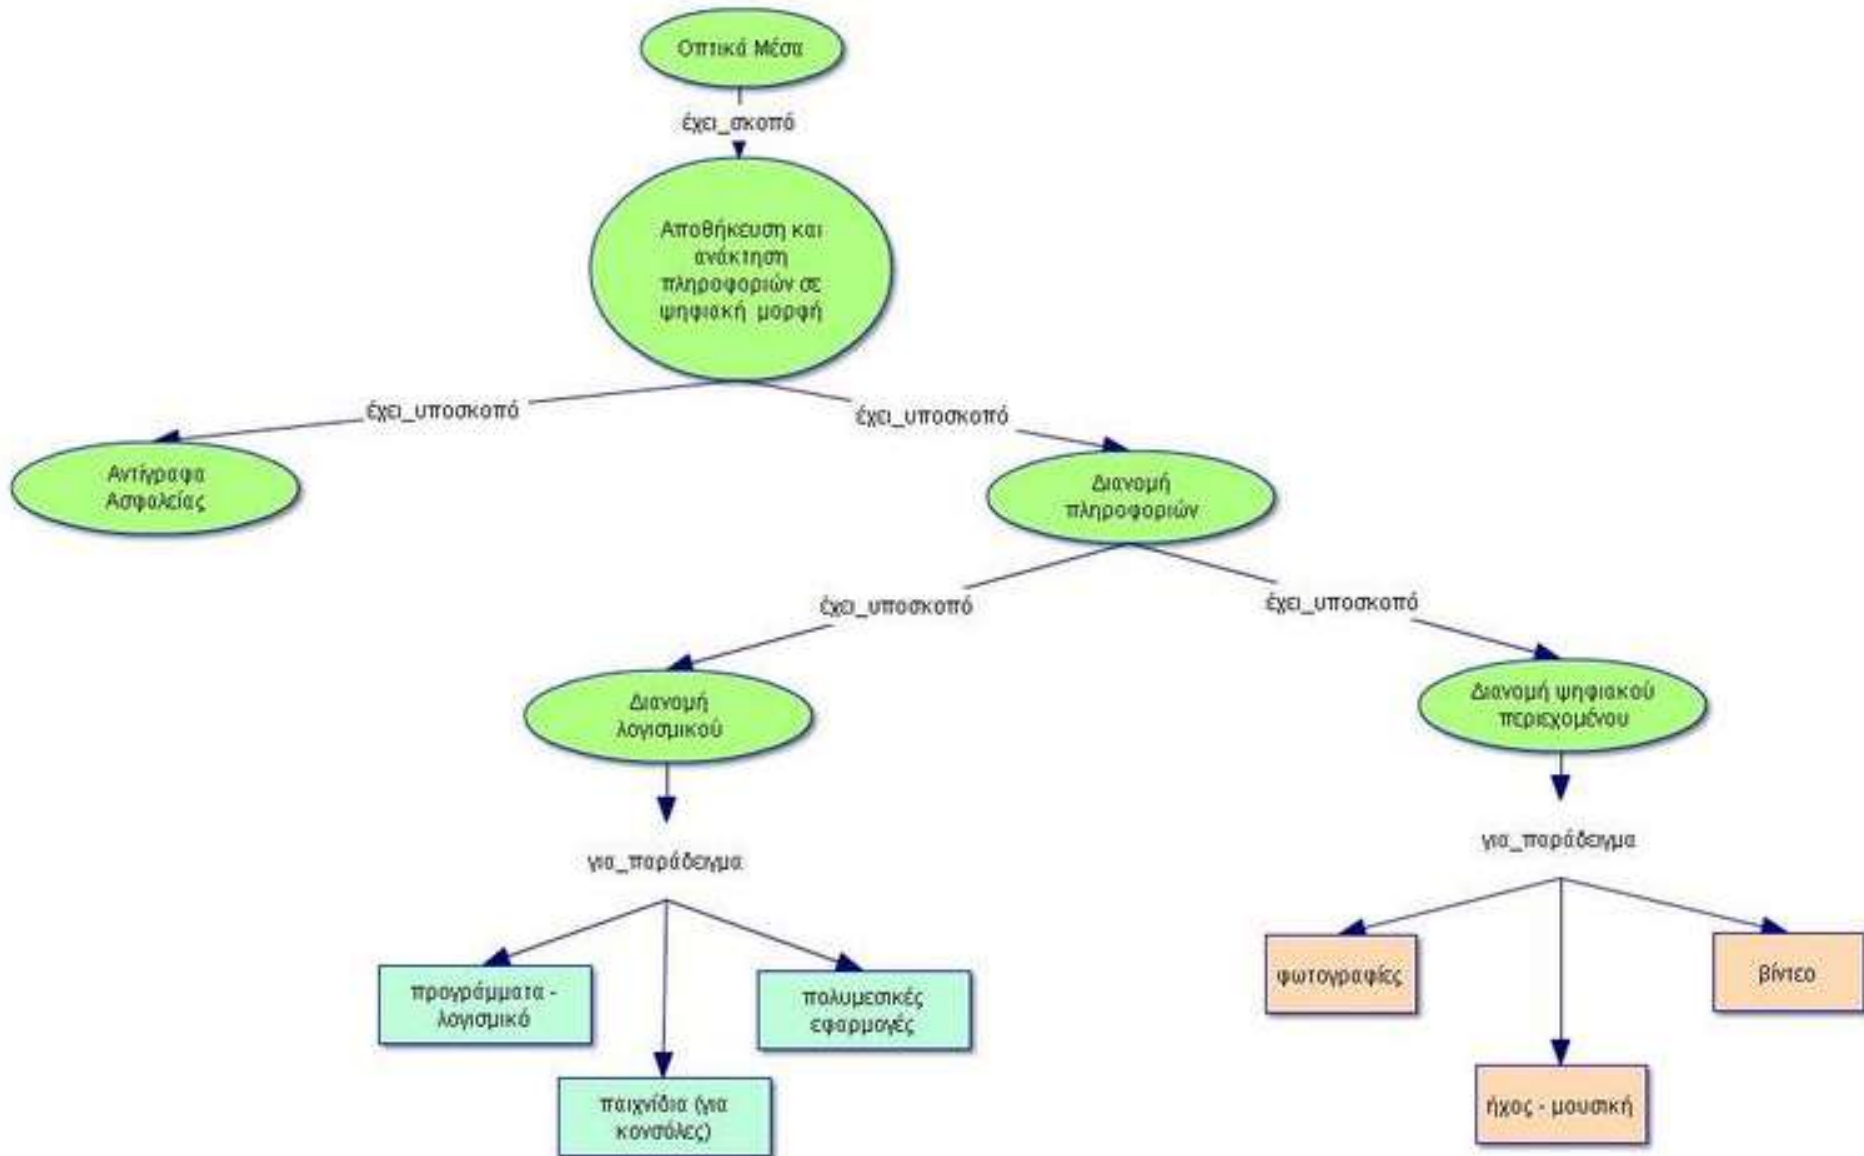 Οπτικά Μέσα
έχει_σκοπό
Αποθήκευση και
ανάκτηση
πληροφοριών σε
ψηφιακή μορφή
έχει_υποσκοπό
έχει_υποσκοπό
Αντίγραφα
Ασφαλείας
Διανομή
πληροφοριών
έχει_υποσκοπό
έχει_υποσκοπό
Διανομή
λογισμικού
Διανομή ψηφιακού
περιεχομένου
για_παράδειγμα
για_παράδειγμα
προγράμματα -
λογισμικό
πολυμεσικές
εφαρμογές
παιχνίδια (για
κονσόλες)
φωτογραφίες
βίντεο
ήχος - μουσική